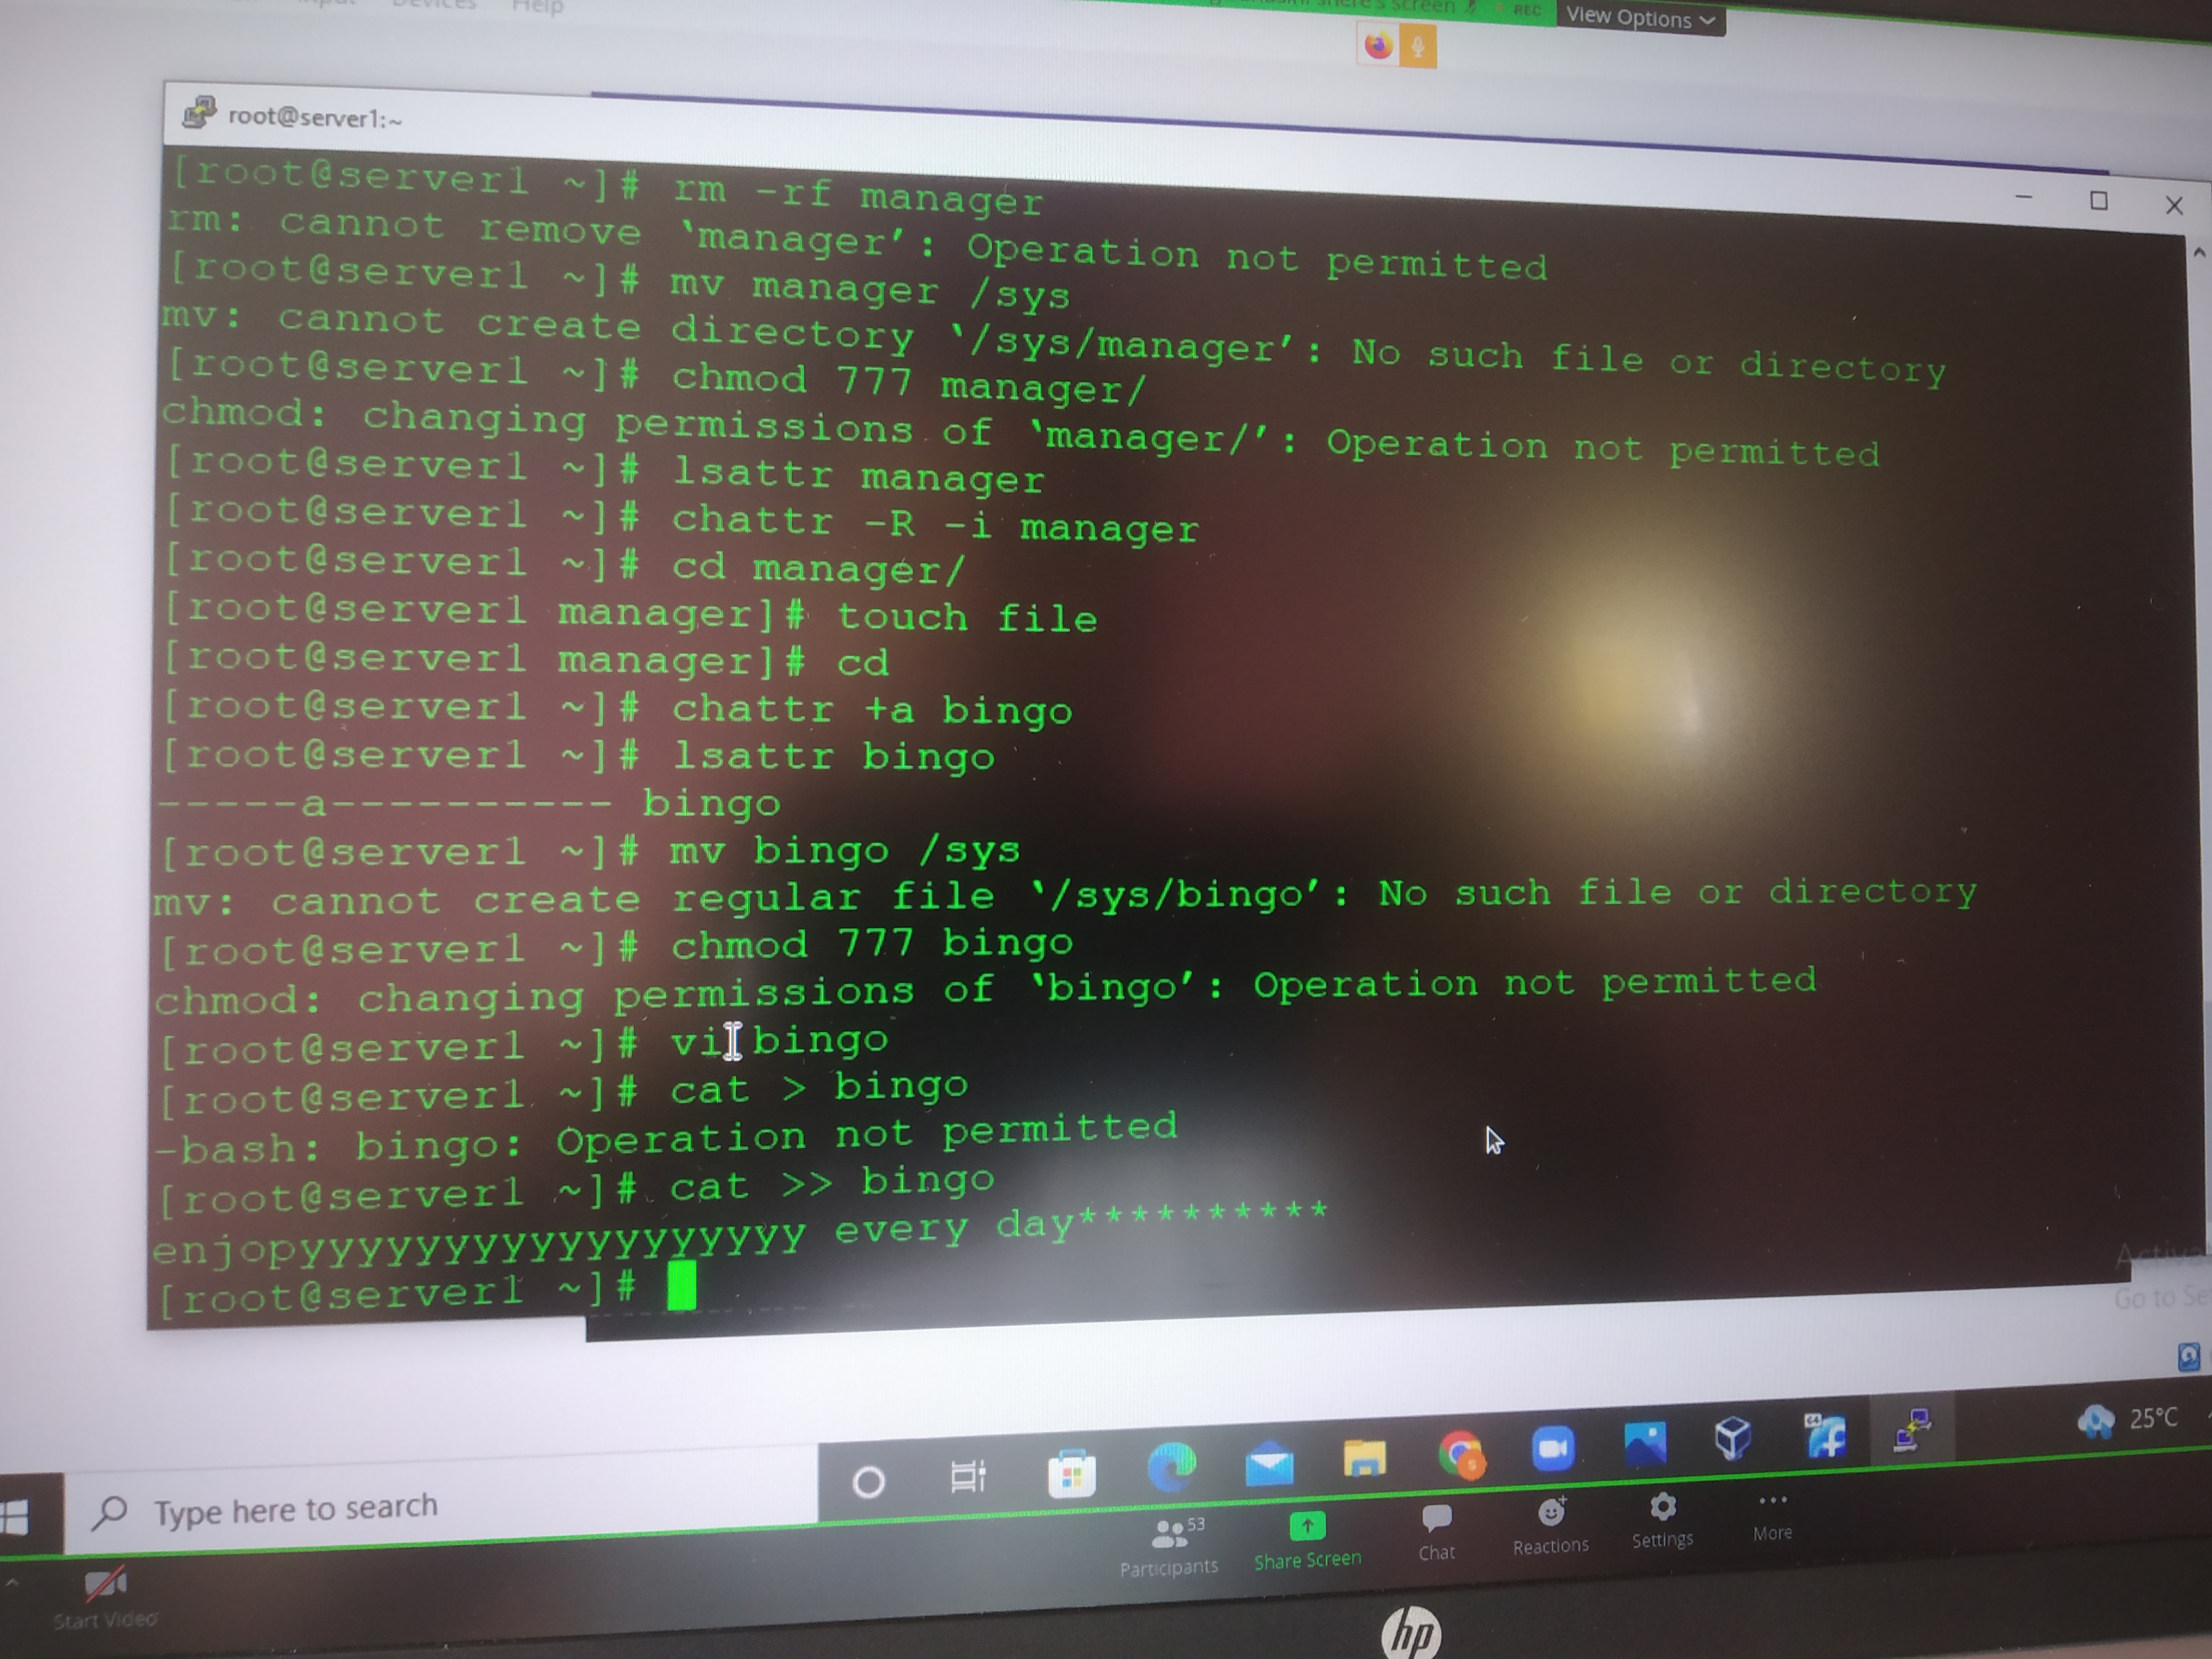 Input Devices Help
screen REC View Options
root@server1:~
[root@server1 ~]# rm -rf manager
rm: cannot remove ‘manager’: Operation not permitted
[root@server1 ~]# mv manager /sys
mv: cannot create directory ‘/sys/manager’: No such file or directory
[root@server1 ~]# chmod 777 manager/
chmod: changing permissions of ‘manager/’: Operation not permitted
[root@server1 ~]# lsattr manager
[root@server1 ~]# chattr -R -i manager
[root@server1 ~]# cd manager/
[root@server1 manager]# touch file
[root@server1 manager]# cd
[root@server1 ~]# chattr +a bingo
[root@server1 ~]# lsattr bingo
-----a---------- bingo
[root@server1 ~]# mv bingo /sys
mv: cannot create regular file ‘/sys/bingo’: No such file or directory
[root@server1 ~]# chmod 777 bingo
chmod: changing permissions of ‘bingo’: Operation not permitted
[root@server1 ~]# vi bingo
[root@server1 ~]# cat > bingo
-bash: bingo: Operation not permitted
[root@server1 ~]# cat >> bingo
enjopyyyyyyyyyyyyyyyyyy every day**********
[root@server1 ~]#
Go to
64
25°C
Type here to search
53
Participants Share Screen Chat Reactions Settings More
Start Video
hp